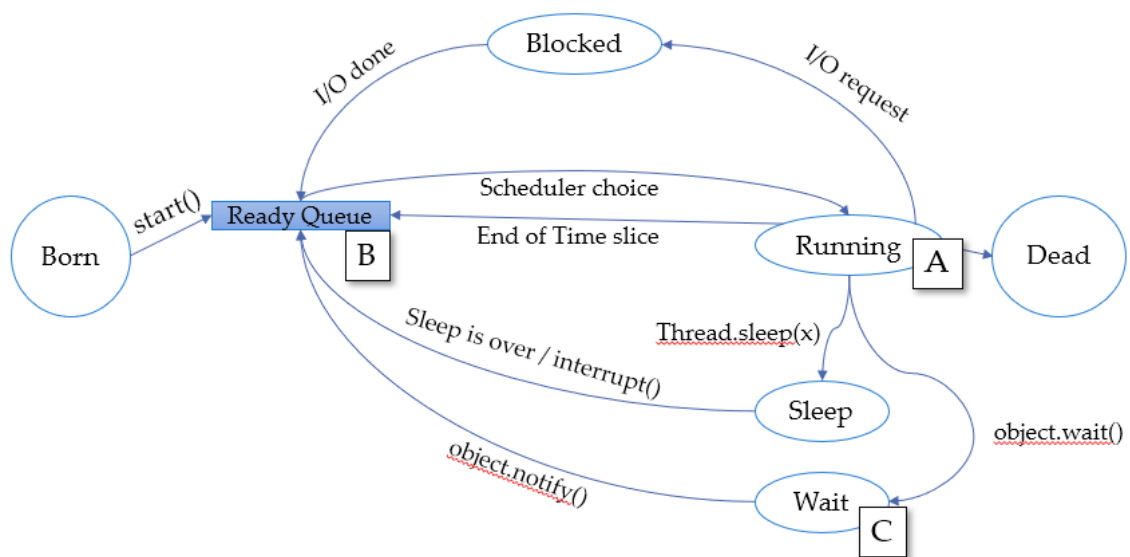 Blocked
I/O done
I/O request
Scheduler choice
start()
Ready Queue
End of Time slice
B
Born
Running
A
Dead
Sleep is over / interrupt()
Thread.sleep(x)
Sleep
object.wait()
object.notify()
Wait
C